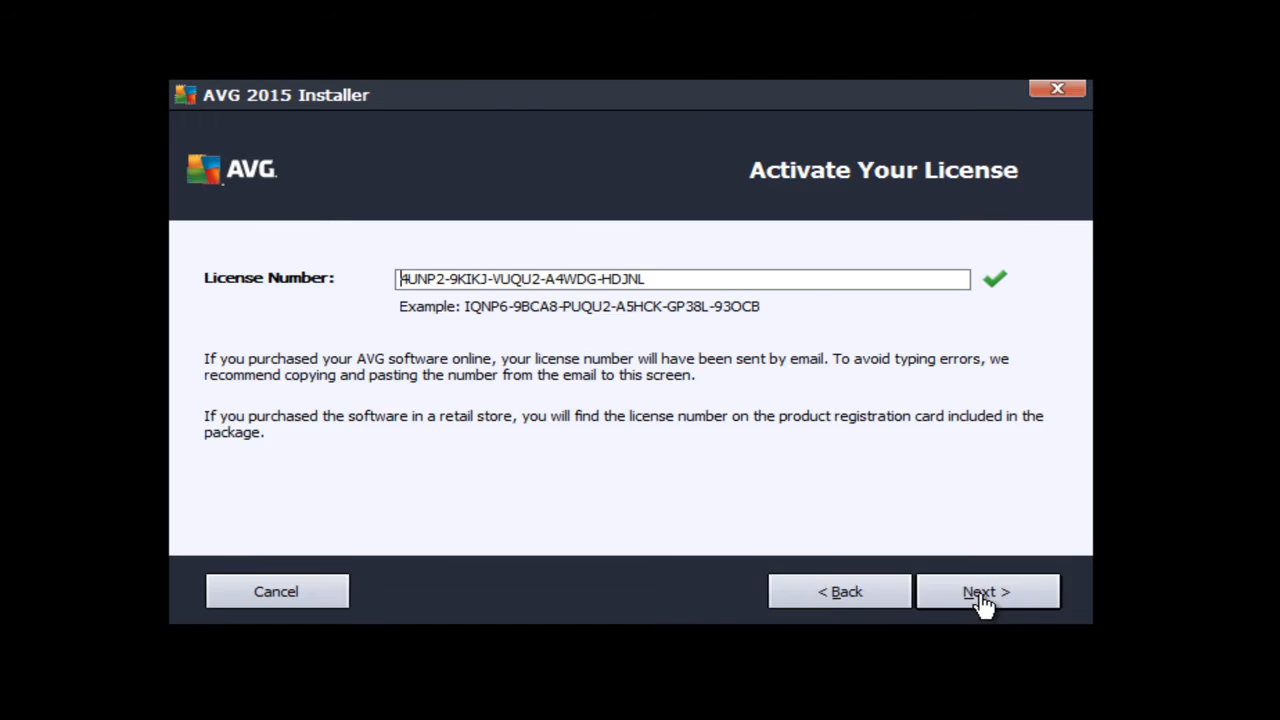 AVG 2015 Installer
AVG.
Activate Your License
License Number:
4UNP2-9KIKJ-VUQU2-A4WDG-HDJNL
Example: IQNP6-9BCA8-PUQU2-A5HCK-GP38L-93OCB
If you purchased your AVG software online, your license number will have been sent by email. To avoid typing errors, we
recommend copying and pasting the number from the email to this screen.
If you purchased the software in a retail store, you will find the license number on the product registration card included in the
package.
Cancel
< Back
Next >